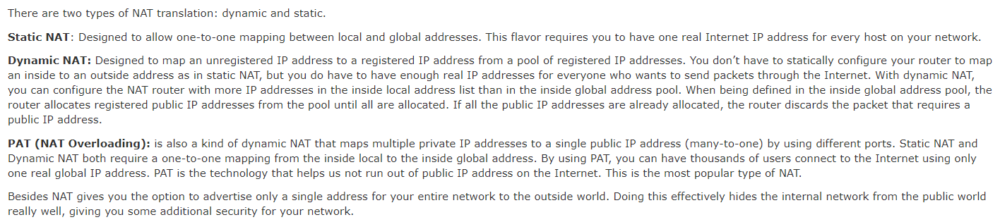 There are two types of NAT translation: dynamic and static.
Static NAT: Designed to allow one-to-one mapping between local and global addresses. This flavor requires you to have one real Internet IP address for every host on your network.
Dynamic NAT: Designed to map an unregistered IP address to a registered IP address from a pool of registered IP addresses. You don’t have to statically configure your router to map
an inside to an outside address as in static NAT, but you do have to have enough real IP addresses for everyone who wants to send packets through the Internet. With dynamic NAT,
you can configure the NAT router with more IP addresses in the inside local address list than in the inside global address pool. When being defined in the inside global address pool, the
router allocates registered public IP addresses from the pool until all are allocated. If all the public IP addresses are already allocated, the router discards the packet that requires a
public IP address.
PAT (NAT Overloading): is also a kind of dynamic NAT that maps multiple private IP addresses to a single public IP address (many-to-one) by using different ports. Static NAT and
Dynamic NAT both require a one-to-one mapping from the inside local to the inside global address. By using PAT, you can have thousands of users connect to the Internet using only
one real global IP address. PAT is the technology that helps us not run out of public IP address on the Internet. This is the most popular type of NAT.
Besides NAT gives you the option to advertise only a single address for your entire network to the outside world. Doing this effectively hides the internal network from the public world
really well, giving you some additional security for your network.